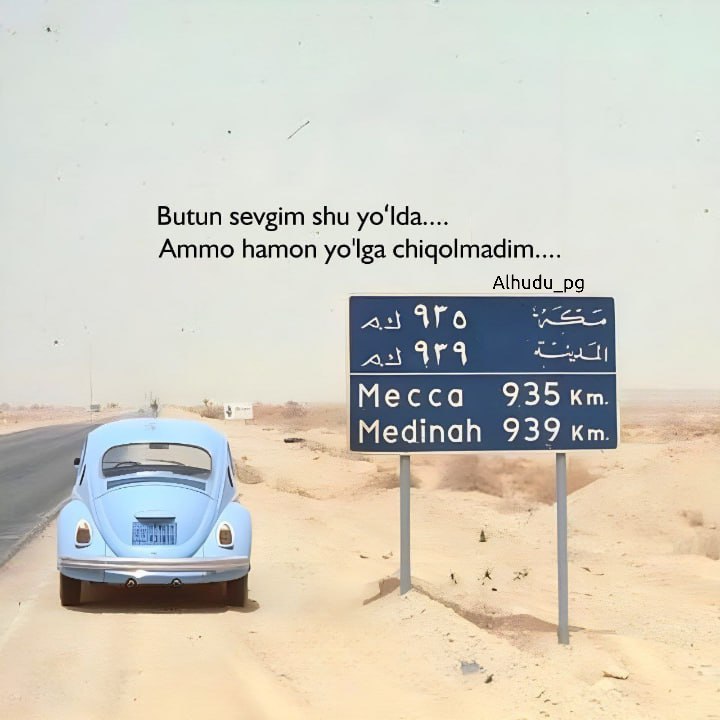 Butun sevgim shu yo‘lda....
Ammo hamon yo'lga chiqolmadim....
Alhudu_pg
مكة ٩٣٥ كم
المدينة ٩٣٩ كم
Mecca 935 Km.
Medinah 939 Km.